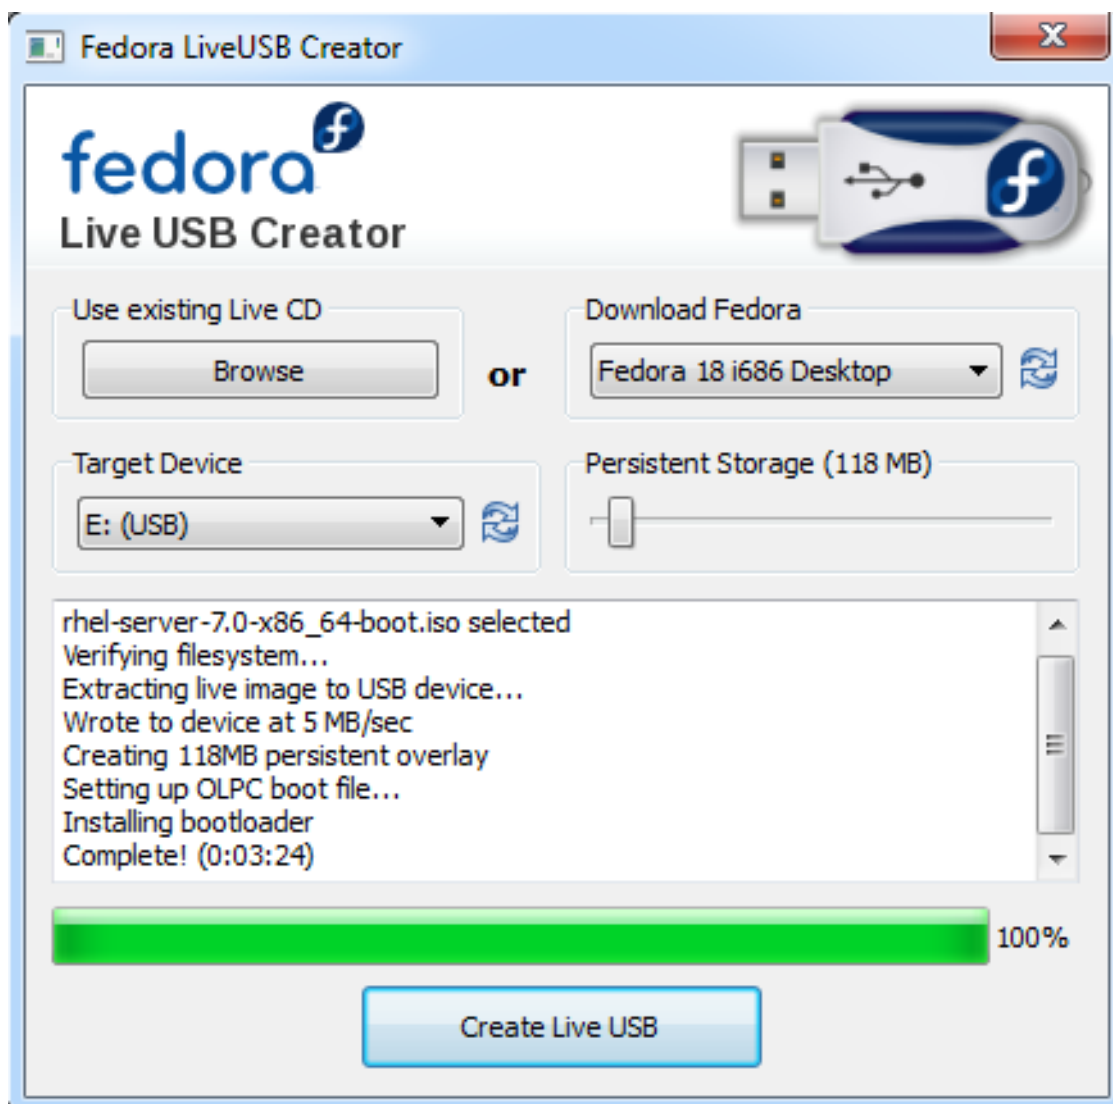 Fedora LiveUSB Creator
fedora
Live USB Creator
Use existing Live CD
Browse
or
Download Fedora
Fedora 18 i686 Desktop
Target Device
E: (USB)
Persistent Storage (118 MB)
rhel-server-7.0-x86_64-boot.iso selected
Verifying filesystem...
Extracting live image to USB device...
Wrote to device at 5 MB/sec
Creating 118MB persistent overlay
Setting up OLPC boot file...
Installing bootloader
Complete! (0:03:24)
100%
Create Live USB